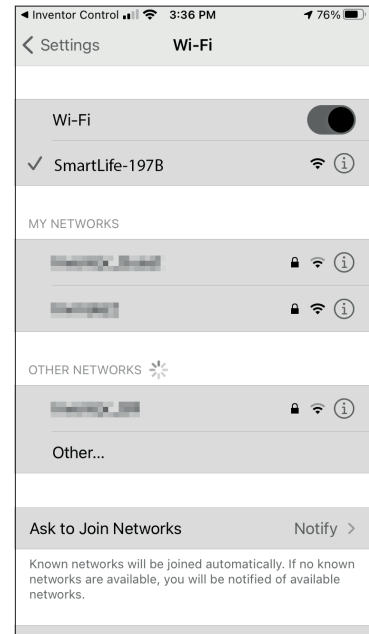 Inventor Control 3:36 PM 76%
Settings Wi-Fi
Wi-Fi
SmartLife-197B
MY NETWORKS
OTHER NETWORKS
Other...
Ask to Join Networks Notify
Known networks will be joined automatically. If no known
networks are available, you will be notified of available
networks.